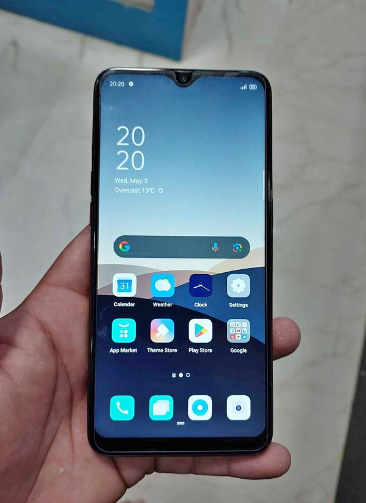 20:20
20
20
Wed, May 3
Overcast 13°C
G
31
Calendar
Weather
Clock
Settings
App Market
Theme Store
Play Store
Google